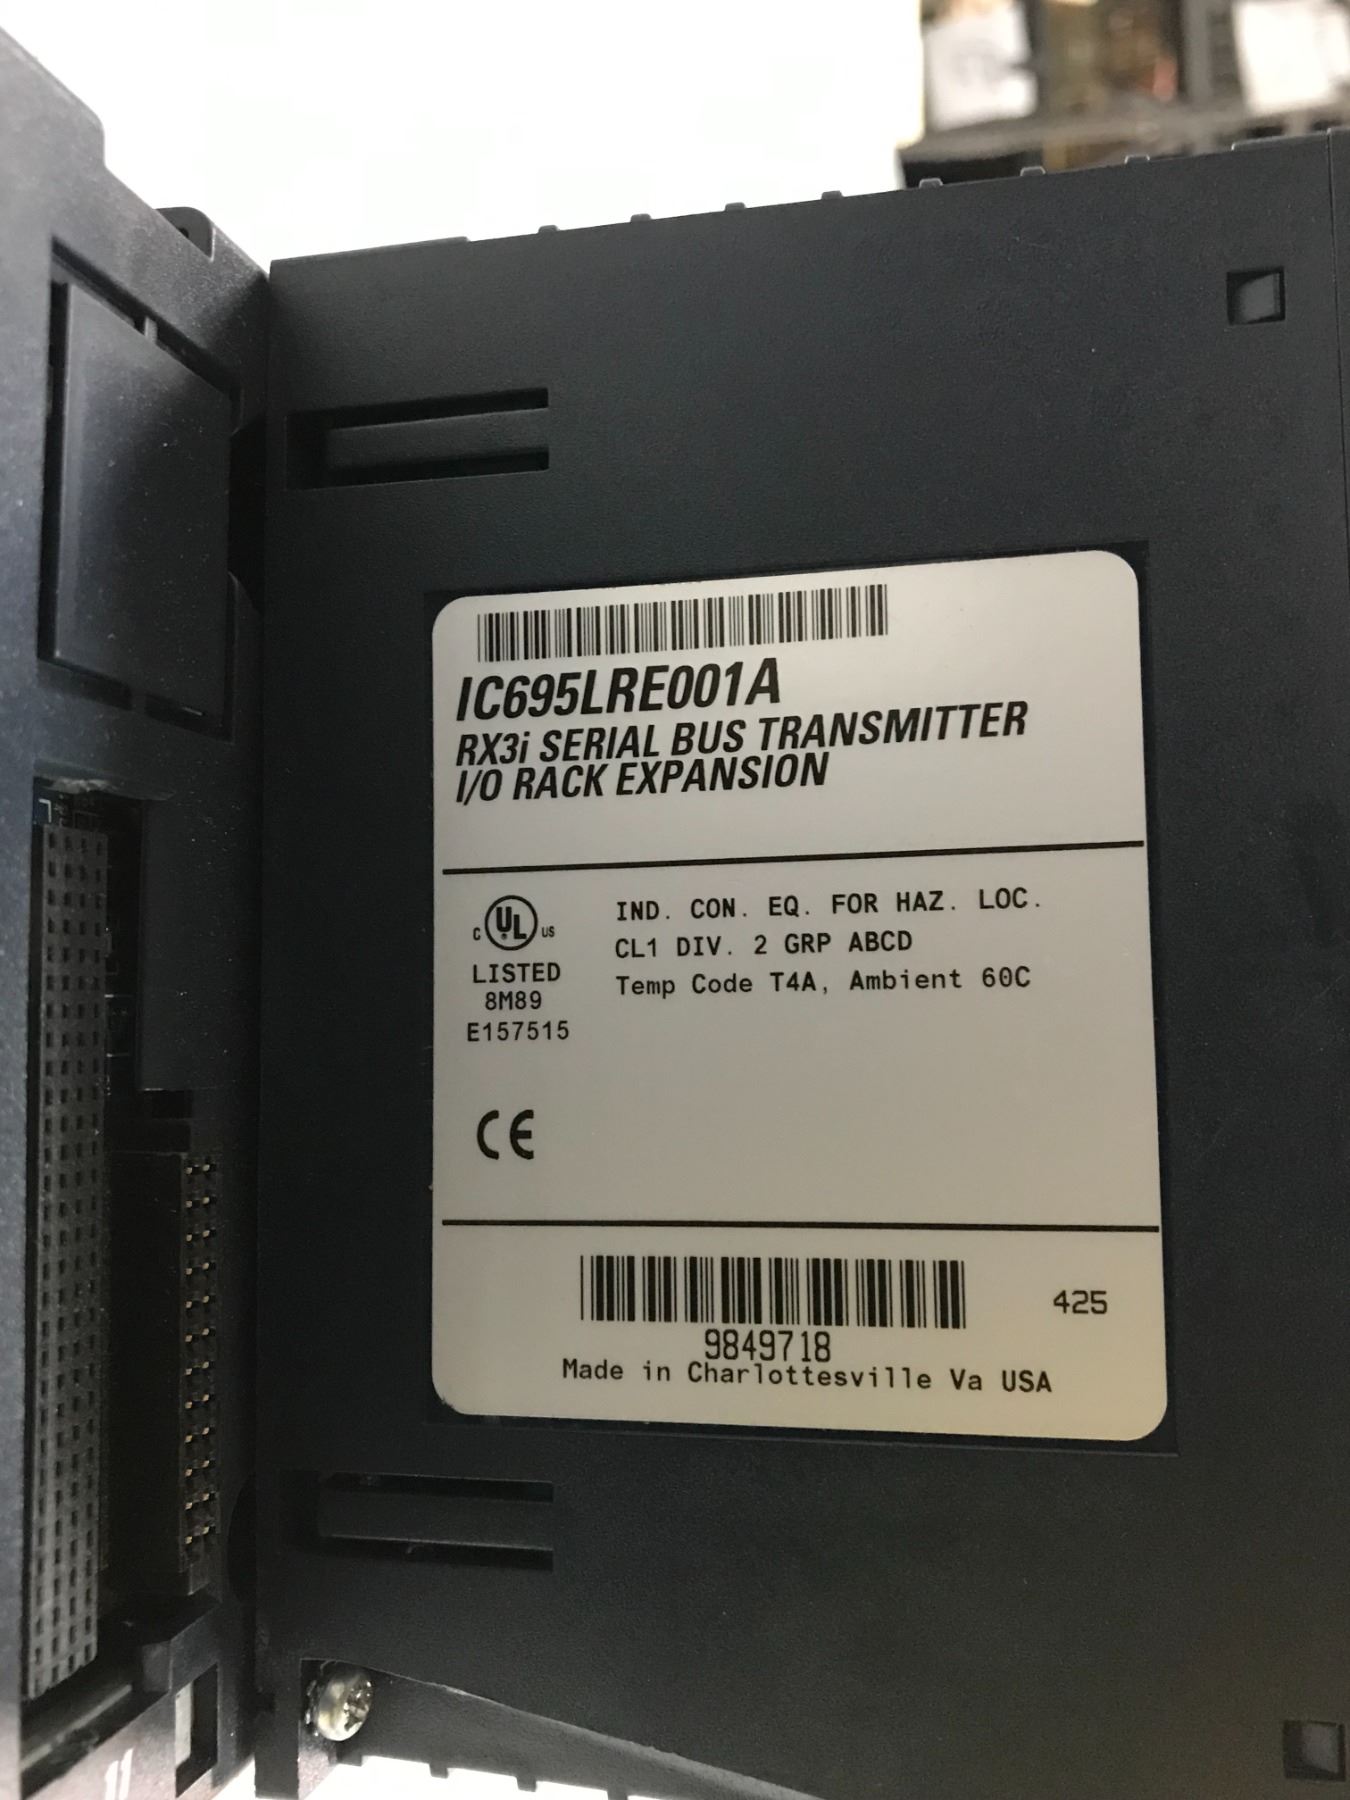 IC695LRE001A
RX3i SERIAL BUS TRANSMITTER
I/O RACK EXPANSION
C UL US
LISTED
8M89
E157515
IND. CON. EQ. FOR HAZ. LOC.
CL1 DIV. 2 GRP ABCD
Temp Code T4A, Ambient 60C
CE
425
9849718
Made in Charlottesville Va USA